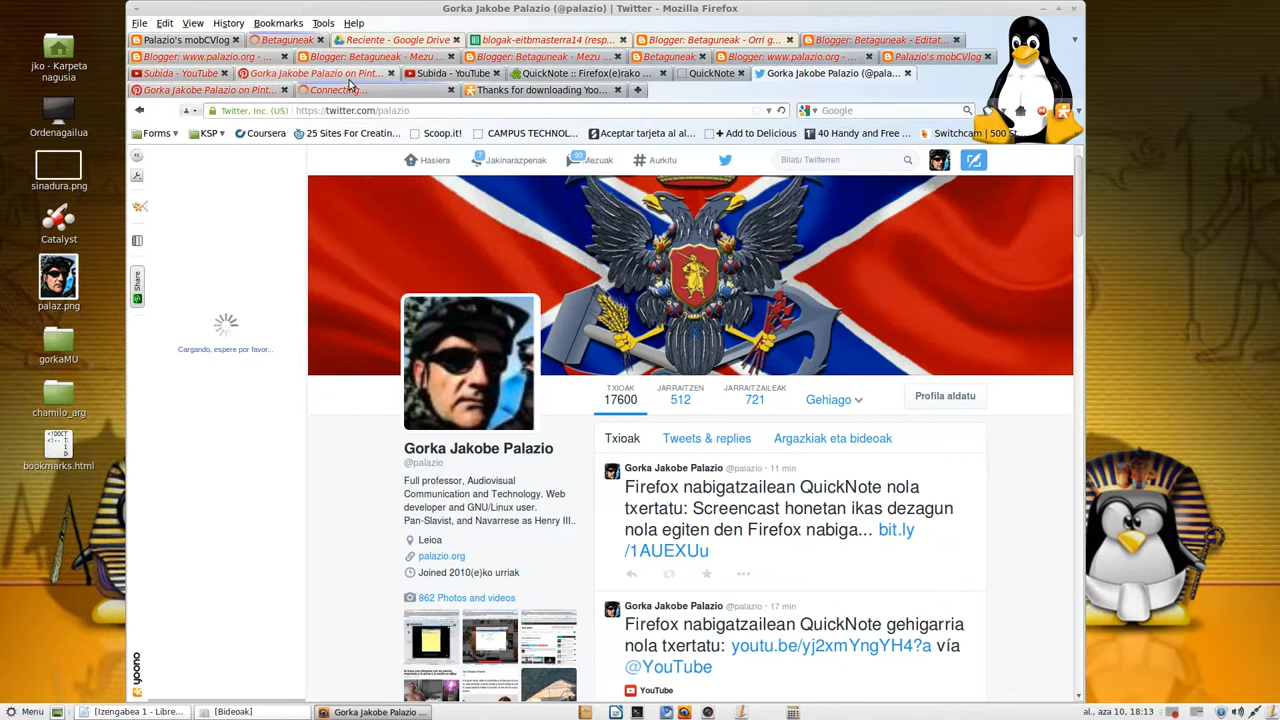 Gorka Jakobe Palazio (@palazio) | Twitter - Mozilla Firefox
File Edit View History Bookmarks Tools Help
Palazio's mobCVlog Betaguneak Reciente - Google Drive blogak-eitbmasterra14 (resp... Blogger: Betaguneak - Orri g... Blogger: Betaguneak - Editat...
Blogger: www.palazio.org - ... Blogger: Betaguneak - Mezu ... Blogger: Betaguneak - Mezu ... Betaguneak Blogger: www.palazio.org - ... Palazio's mobCVlog
Subida - YouTube Gorka Jakobe Palazio on Pint... Subida - YouTube QuickNote :: Firefox(e)rako ... QuickNote Gorka Jakobe Palazio (@pala...
Gorka Jakobe Palazio on Pint... Connecting... Thanks for downloading Yoo...
Twitter, Inc. (US) https://twitter.com/palazio Google
Forms KSP Coursera 25 Sites For Creatin... Scoop.it! CAMPUS TECHNOL... Aceptar tarjeta al al... + Add to Delicious 40 Handy and Free ... Switchcam | 500 St...
Hasiera 7 Jakinarazpenak 83 Mezuak Aurkitu Bilatu Twitterren
jko - Karpeta
nagusia
Ordenagailua
sinadura.png
Catalyst
palaz.png
gorkaMU
chamilo_arg
bookmarks.html
Share
Cargando, espere por favor...
yoono
TXIOAK JARRAITZEN JARRAITZAILEAK
17600 512 721 Gehiago Profila aldatu
Gorka Jakobe Palazio
@palazio
Full professor, Audiovisual
Communication and Technology. Web
developer and GNU/Linux user.
Pan-Slavist, and Navarrese as Henry III..
Leioa
palazio.org
Joined 2010(e)ko urriak
862 Photos and videos
Txioak Tweets & replies Argazkiak eta bideoak
Gorka Jakobe Palazio @palazio · 11 min
Firefox nabigatzailean QuickNote nola
txertatu: Screencast honetan ikas dezagun
nola egiten den FIrefox nabiga... bit.ly
/1AUEXUu
Gorka Jakobe Palazio @palazio · 17 min
Firefox nabigatzailean QuickNote gehigarria
nola txertatu: youtu.be/yj2xmYngYH4?a vía
@YouTube
YouTube
Menu [Izengabea 1 - Libre... [Bideoak] Gorka Jakobe Palazio ... al., aza 10, 18:13